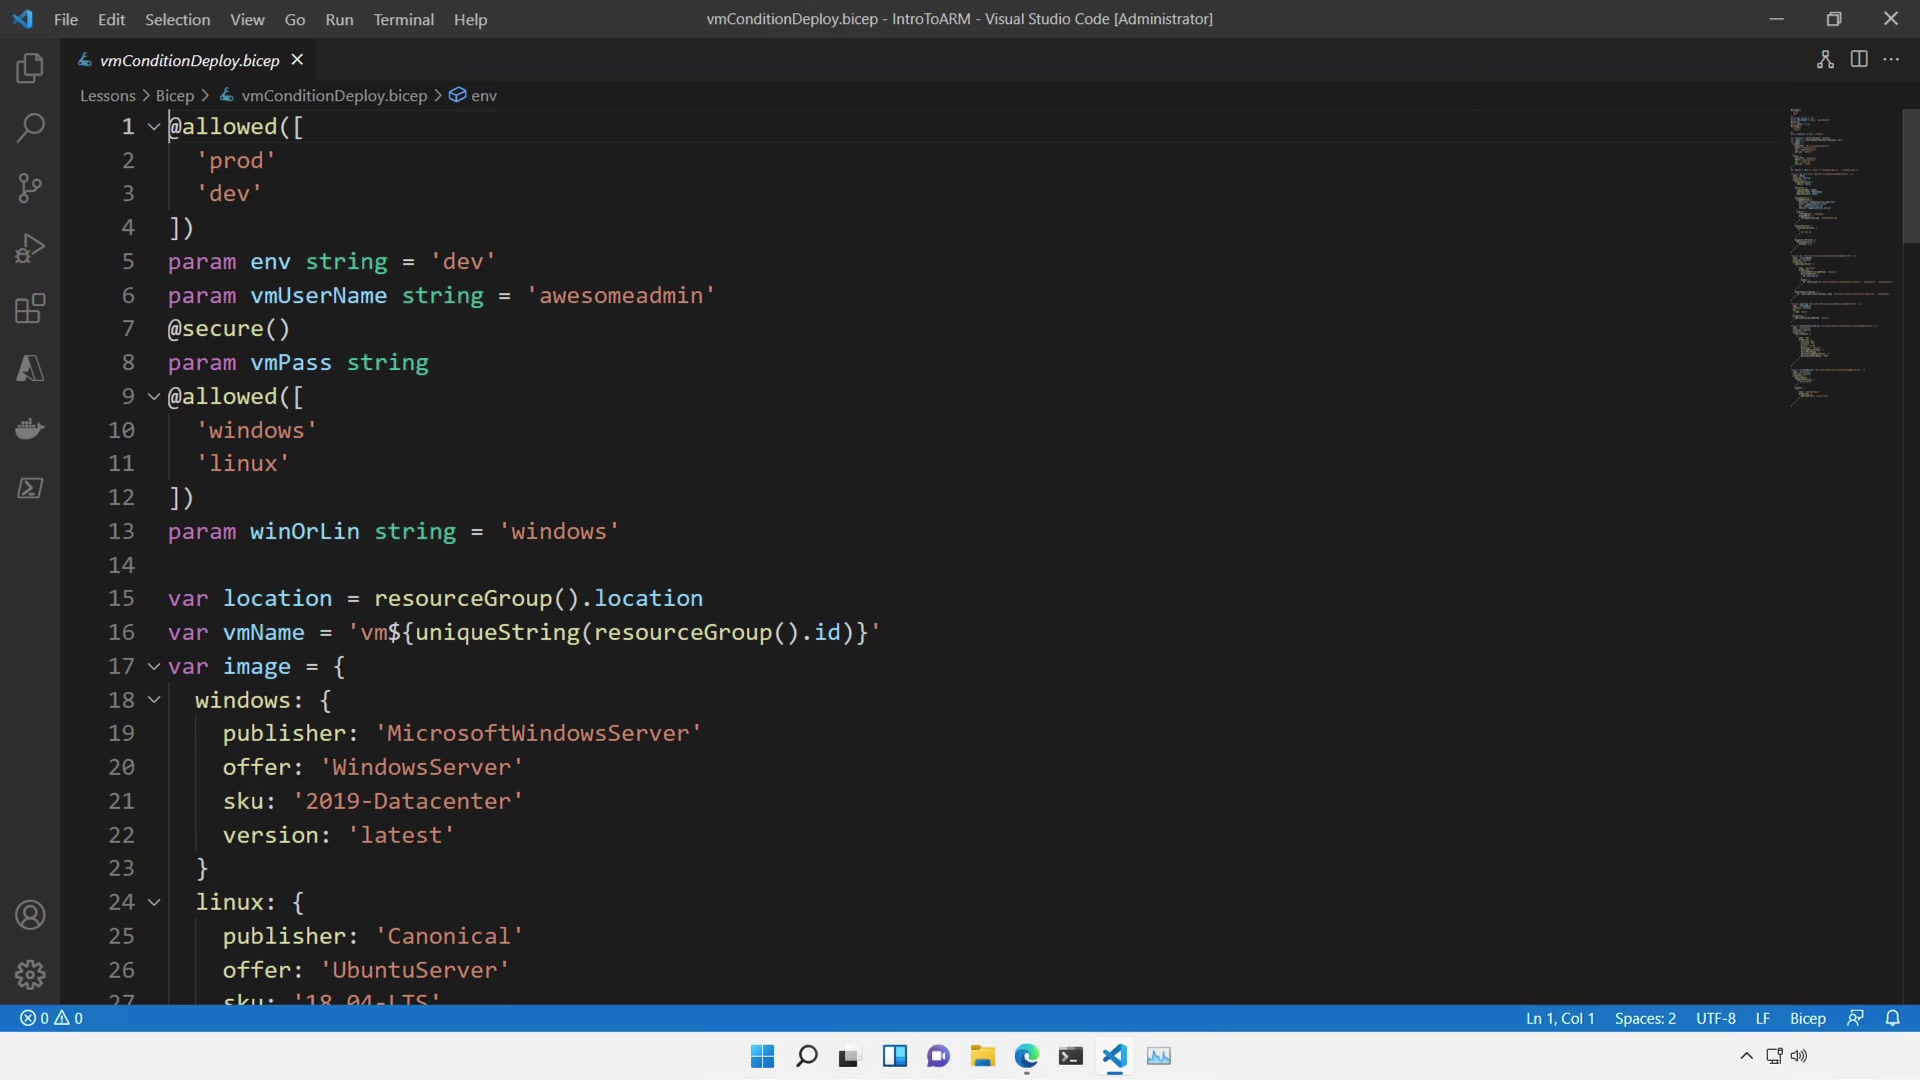 File Edit Selection View Go Run Terminal Help
vmConditionDeploy.bicep - IntroToARM - Visual Studio Code [Administrator]
vmConditionDeploy.bicep
Lessons > Bicep > vmConditionDeploy.bicep > env
1 @allowed([
2 'prod'
3 'dev'
4 ])
5 param env string = 'dev'
6 param vmUserName string = 'awesomeadmin'
7 @secure()
8 param vmPass string
9 @allowed([
10 'windows'
11 'linux'
12 ])
13 param winOrLin string = 'windows'
14
15 var location = resourceGroup().location
16 var vmName = 'vm${uniqueString(resourceGroup().id)}'
17 var image = {
18 windows: {
19 publisher: 'MicrosoftWindowsServer'
20 offer: 'WindowsServer'
21 sku: '2019-Datacenter'
22 version: 'latest'
23 }
24 linux: {
25 publisher: 'Canonical'
26 offer: 'UbuntuServer'
27 sku: '18.04-LTS'
0 0
Ln 1, Col 1 Spaces: 2 UTF-8 LF Bicep